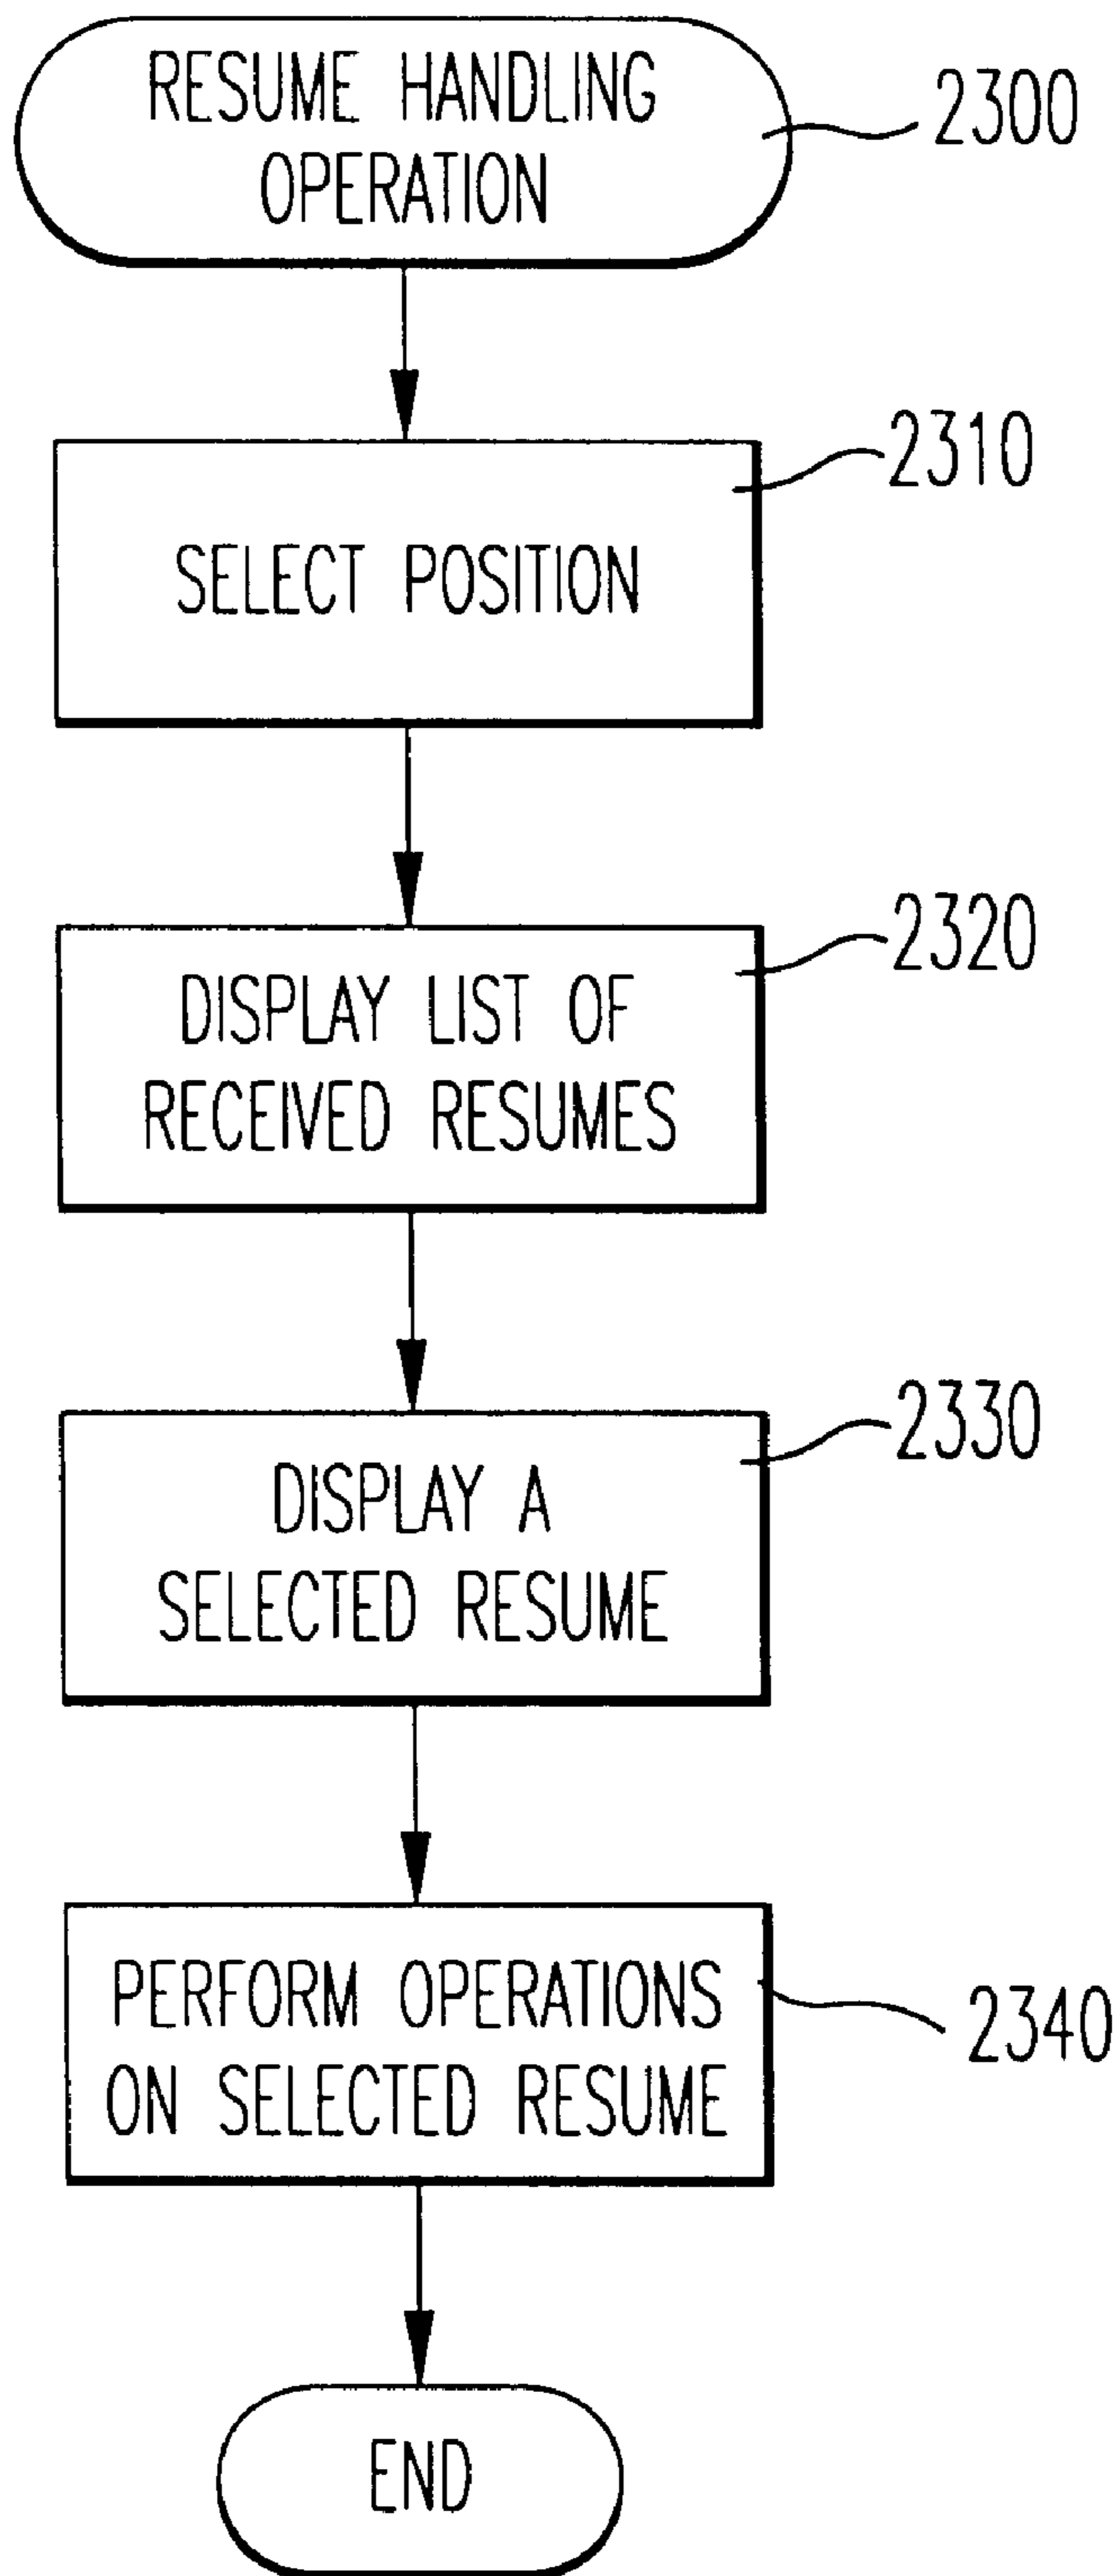 RESUME HANDLING
OPERATION
2300
SELECT POSITION
2310
DISPLAY LIST OF
RECEIVED RESUMES
2320
DISPLAY A
SELECTED RESUME
2330
PERFORM OPERATIONS
ON SELECTED RESUME
2340
END